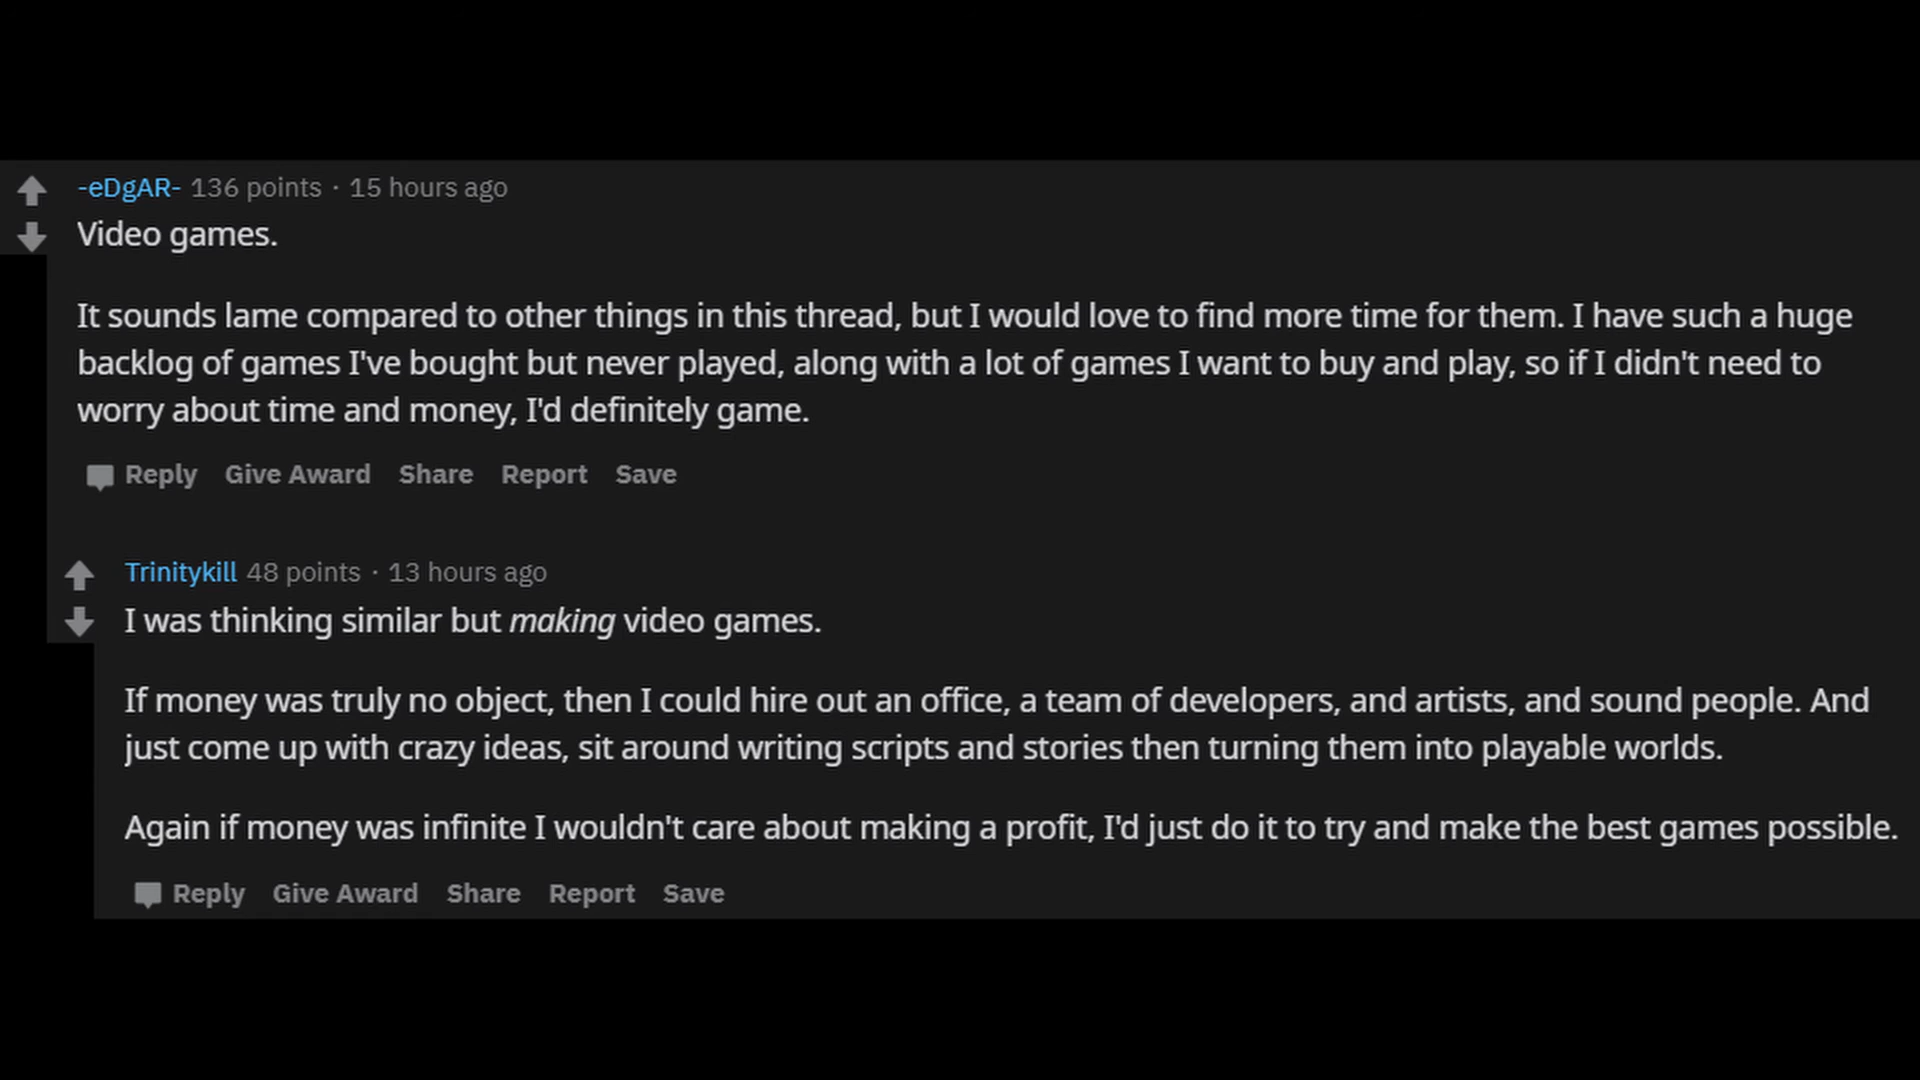 -eDgAR- 136 points · 15 hours ago
Video games.
It sounds lame compared to other things in this thread, but I would love to find more time for them. I have such a huge
backlog of games I've bought but never played, along with a lot of games I want to buy and play, so if I didn't need to
worry about time and money, I'd definitely game.
Reply Give Award Share Report Save
Trinitykill 48 points · 13 hours ago
I was thinking similar but making video games.
If money was truly no object, then I could hire out an office, a team of developers, and artists, and sound people. And
just come up with crazy ideas, sit around writing scripts and stories then turning them into playable worlds.
Again if money was infinite I wouldn't care about making a profit, I'd just do it to try and make the best games possible.
Reply Give Award Share Report Save